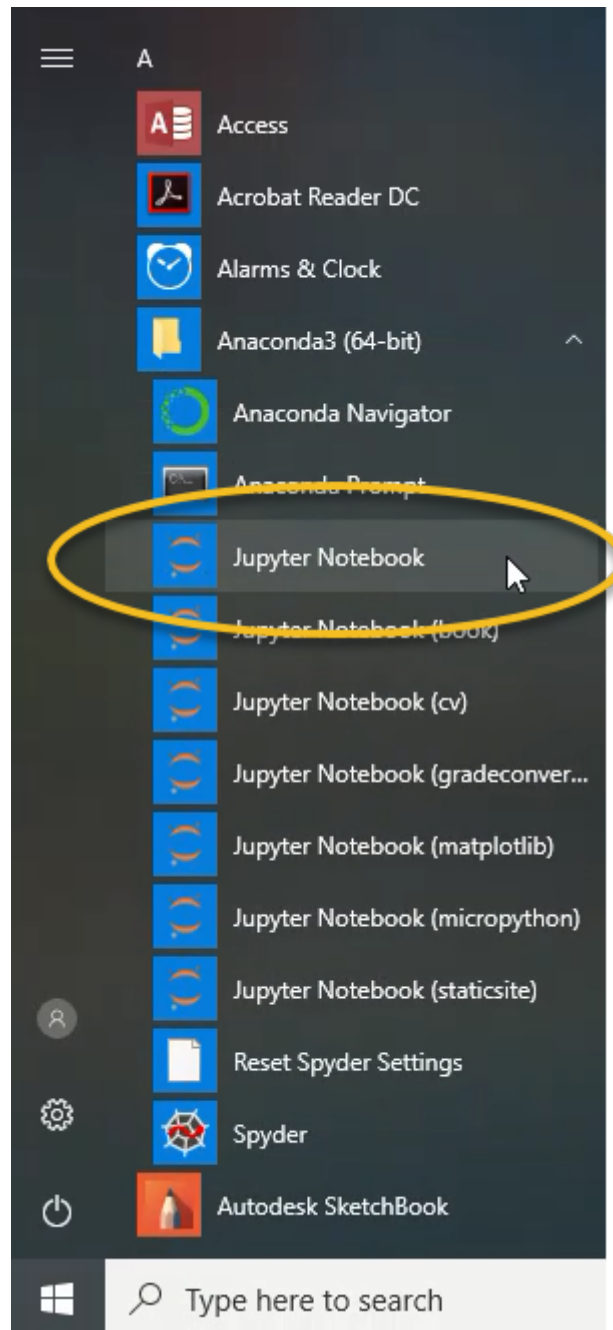 A
Access
Acrobat Reader DC
Alarms & Clock
Anaconda3 (64-bit)
Anaconda Navigator
Anaconda Prompt
Jupyter Notebook
Jupyter Notebook (book)
Jupyter Notebook (cv)
Jupyter Notebook (gradeconver...
Jupyter Notebook (matplotlib)
Jupyter Notebook (micropython)
Jupyter Notebook (staticsite)
Reset Spyder Settings
Spyder
Autodesk SketchBook
Type here to search